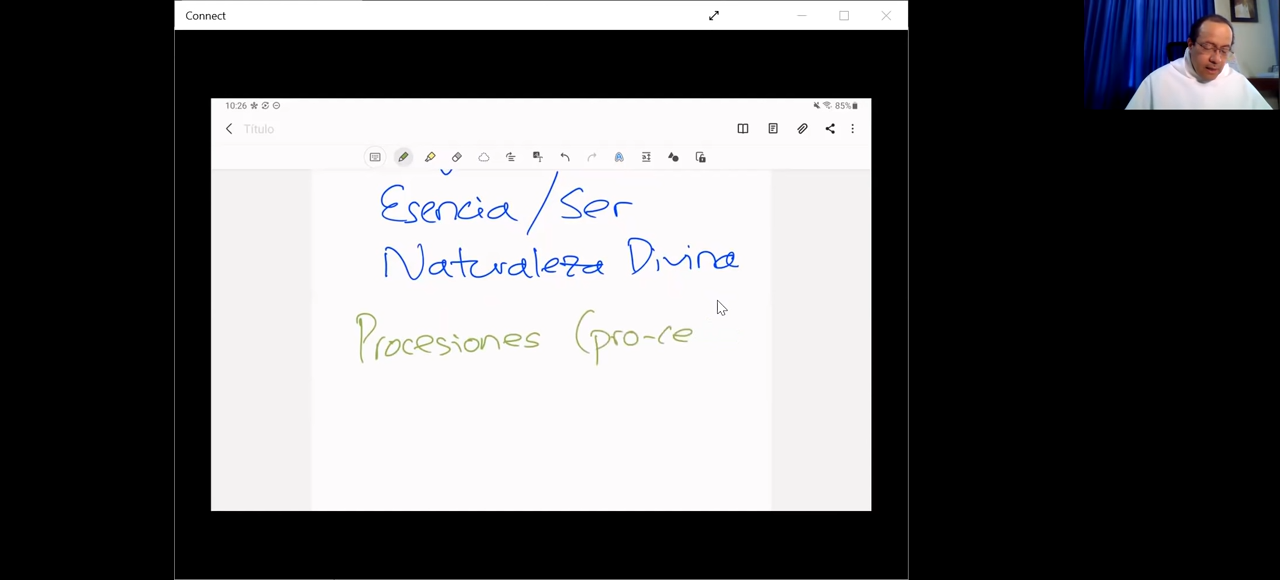 Connect
10:26
85%
Título
Esencia / Ser
Naturaleza Divina
Procesiones (pro-ce